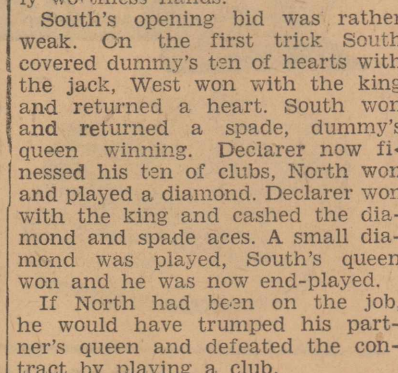 South's opening bid was rather
weak. On the first trick South
covered dummy's ten of hearts with
the jack, West won with the king
and returned a heart. South won
and returned a spade, dummy's
queen winning. Declarer now fi-
nessed his ten of clubs, North won
and played a diamond. Declarer won
with the king and cashed the dia-
mond and spade aces. A small dia-
mond was played, South's queen
won and he was now end-played.
If North had been on the job
he would have trumped his part-
ner's queen and defeated the con-
tract by playing a club.